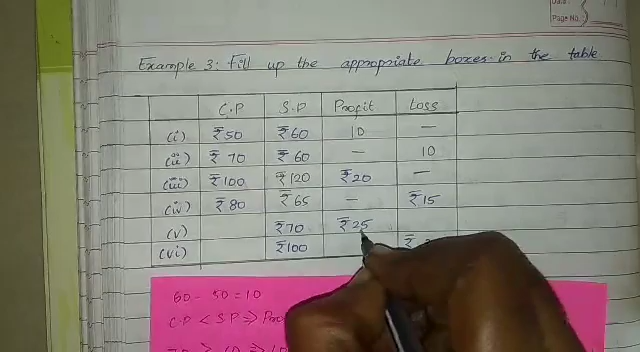 Date:
Page No.:
Example 3: Fill up the appropriate boxes in the table
C.P S.P Profit Loss
(i) ₹50 ₹60 10 —
(ii) ₹ 70 ₹ 60 — 10
(iii) ₹100 ₹120 ₹20 —
(iv) ₹ 80 ₹ 65 — ₹ 15
(v) ₹70 ₹25
(vi) ₹100 ₹
60 - 50 = 10
C.P < S.P ⇒